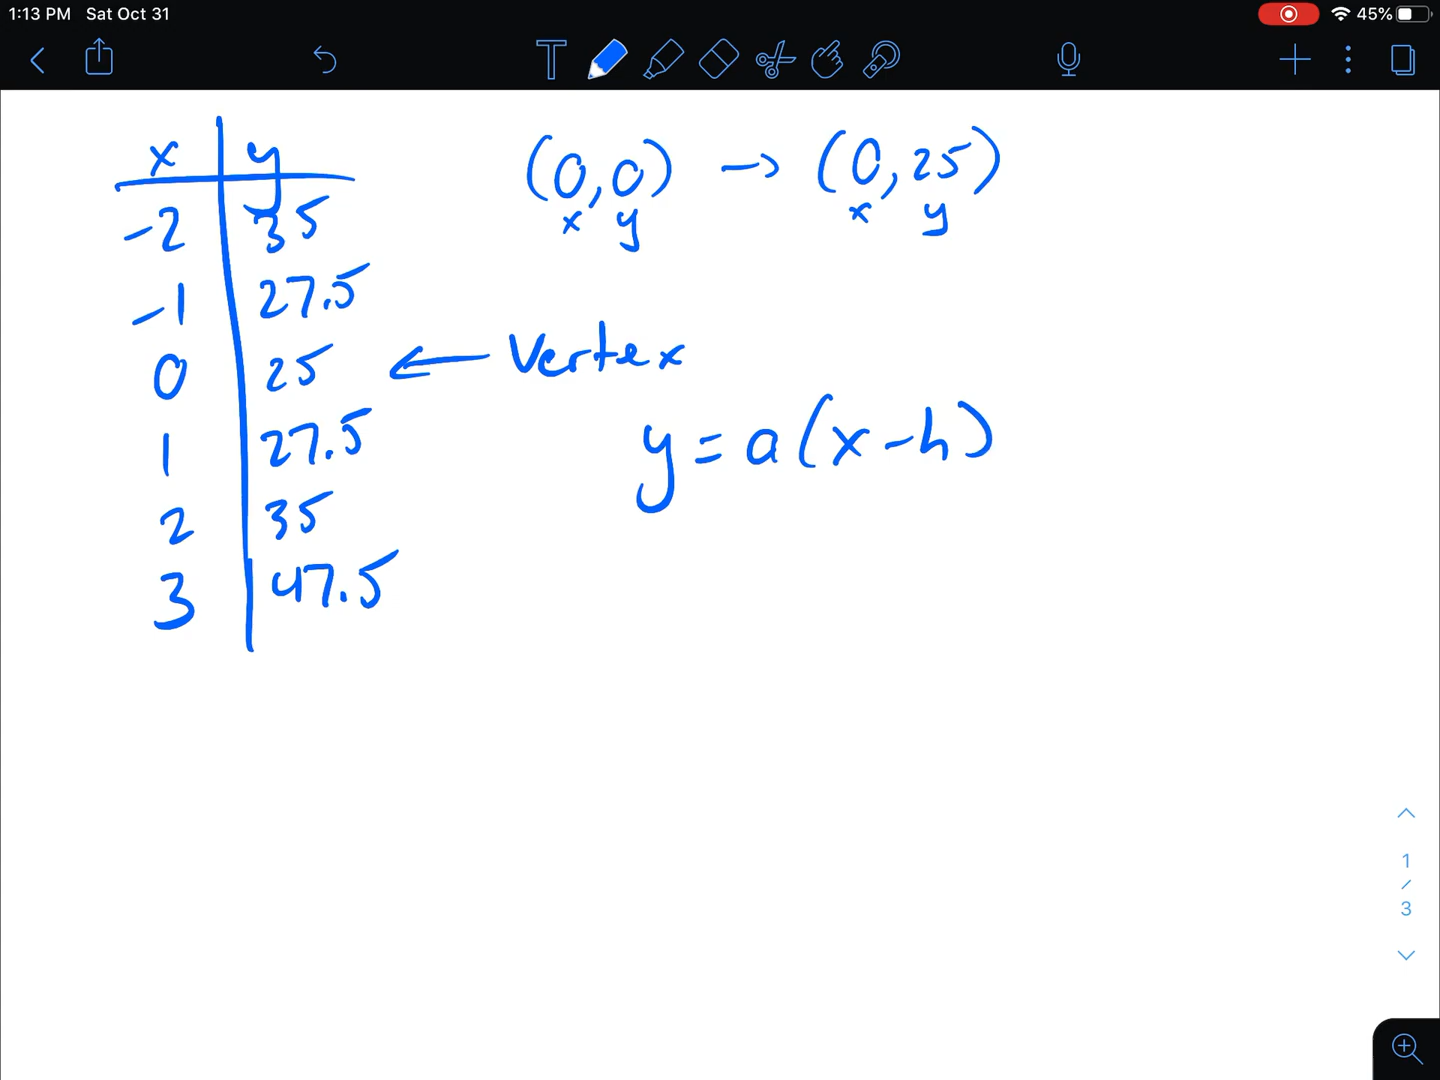 1:13 PM Sat Oct 31 45%
T
x y
-2 35
-1 27.5
0 25
1 27.5
2 35
3 47.5
(0,0) → (0,25)
x y x y
← Vertex
y = a(x-h)
1
/
3